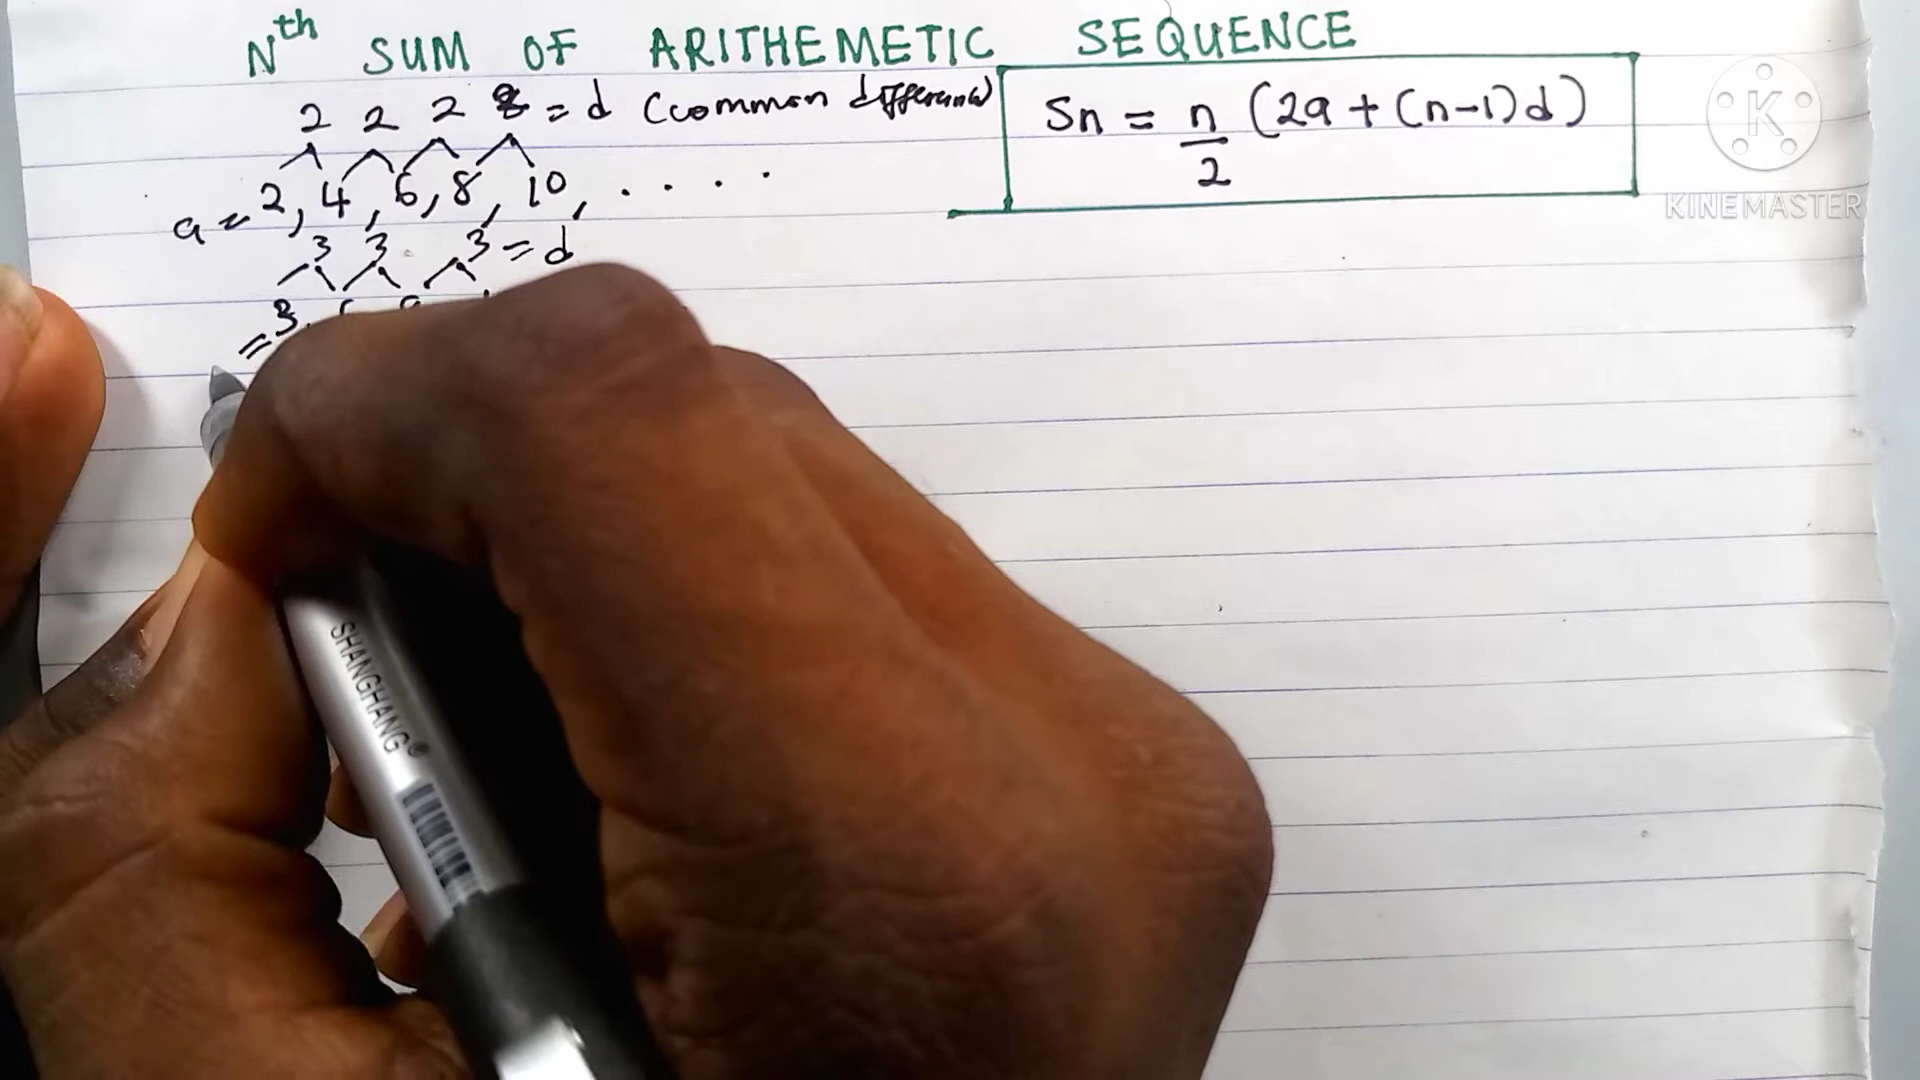 Nth SUM OF ARITHEMETIC SEQUENCE
2 2 2 2 = d (common difference)
a = 2, 4, 6, 8, 10, . . . .
Sn = n/2 (2a + (n-1)d)
3 3 3 = d
= 3,
K
KINEMASTER
SHANGHANG®